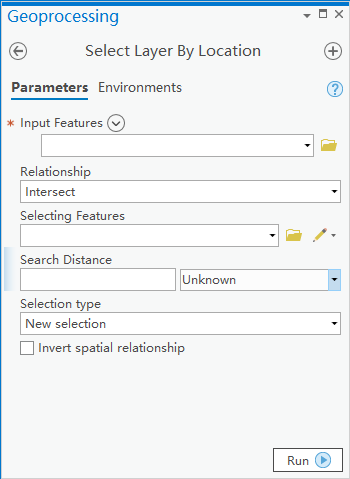 Geoprocessing
Select Layer By Location
Parameters Environments
* Input Features
Relationship
Intersect
Selecting Features
Search Distance
Unknown
Selection type
New selection
Invert spatial relationship
Run